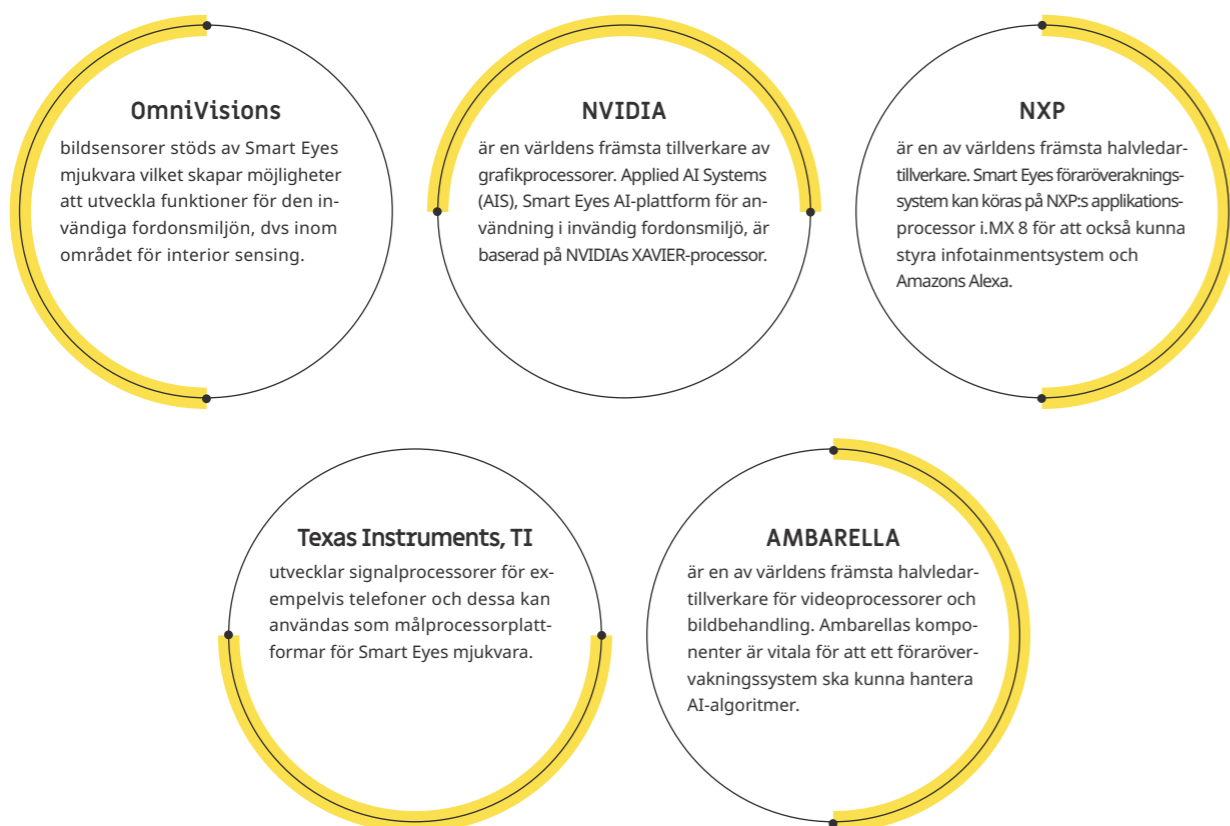 OmniVisions
bildsensorer stöds av Smart Eyes
mjukvara vilket skapar möjligheter
att utveckla funktioner för den in-
vändiga fordonsmiljön, dvs inom
området för interior sensing.
NVIDIA
är en världens främsta tillverkare av
grafikprocessorer. Applied AI Systems
(AIS), Smart Eyes AI-plattform för an-
vändning i invändig fordonsmiljö, är
baserad på NVIDIAs XAVIER-processor.
NXP
är en av världens främsta halvledar-
tillverkare. Smart Eyes föraröveraknings-
system kan köras på NXP:s applikations-
processor i.MX 8 för att också kunna
styra infotainmentsystem och
Amazons Alexa.
Texas Instruments, TI
utvecklar signalprocessorer för ex-
empelvis telefoner och dessa kan
användas som målprocessorplatt-
formar för Smart Eyes mjukvara.
AMBARELLA
är en av världens främsta halvledar-
tillverkare för videoprocessorer och
bildbehandling. Ambarellas kompo-
nenter är vitala för att ett föraröver-
vakningssystem ska kunna hantera
AI-algoritmer.